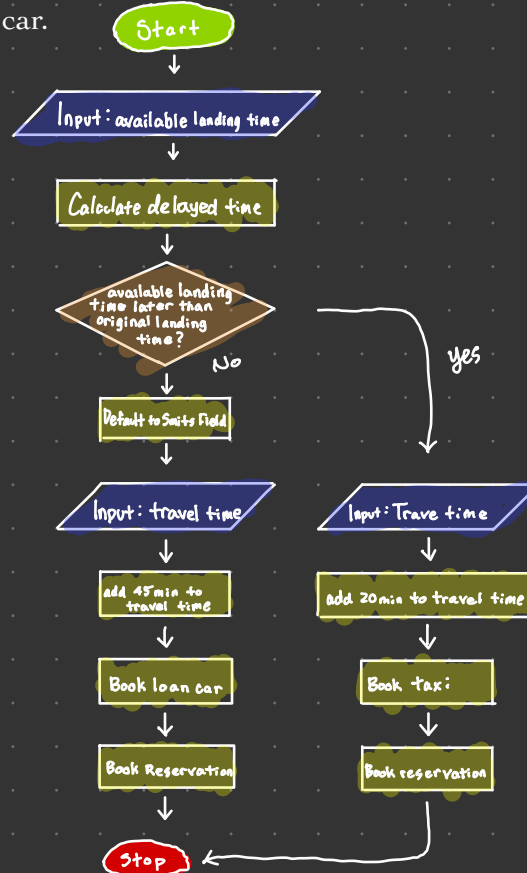 car.
Start
Input: available landing time
Calculate delayed time
available landing
time later than
original landing
time?
No
yes
Default to Saits Field
Input: travel time
Input: Trave time
add 45min to
travel time
add 20min to travel time
Book loan car
Book taxi
Book Reservation
Book reservation
Stop